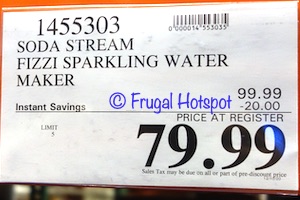 1455303
0000014553035
SODA STREAM
FIZZI SPARKLING WATER
MAKER
99.99
Instant Savings
-20.00
© Frugal Hotspot
PRICE AT REGISTER
LIMIT
5
79.99
Sales Tax may be due on all or part of pre-discount price